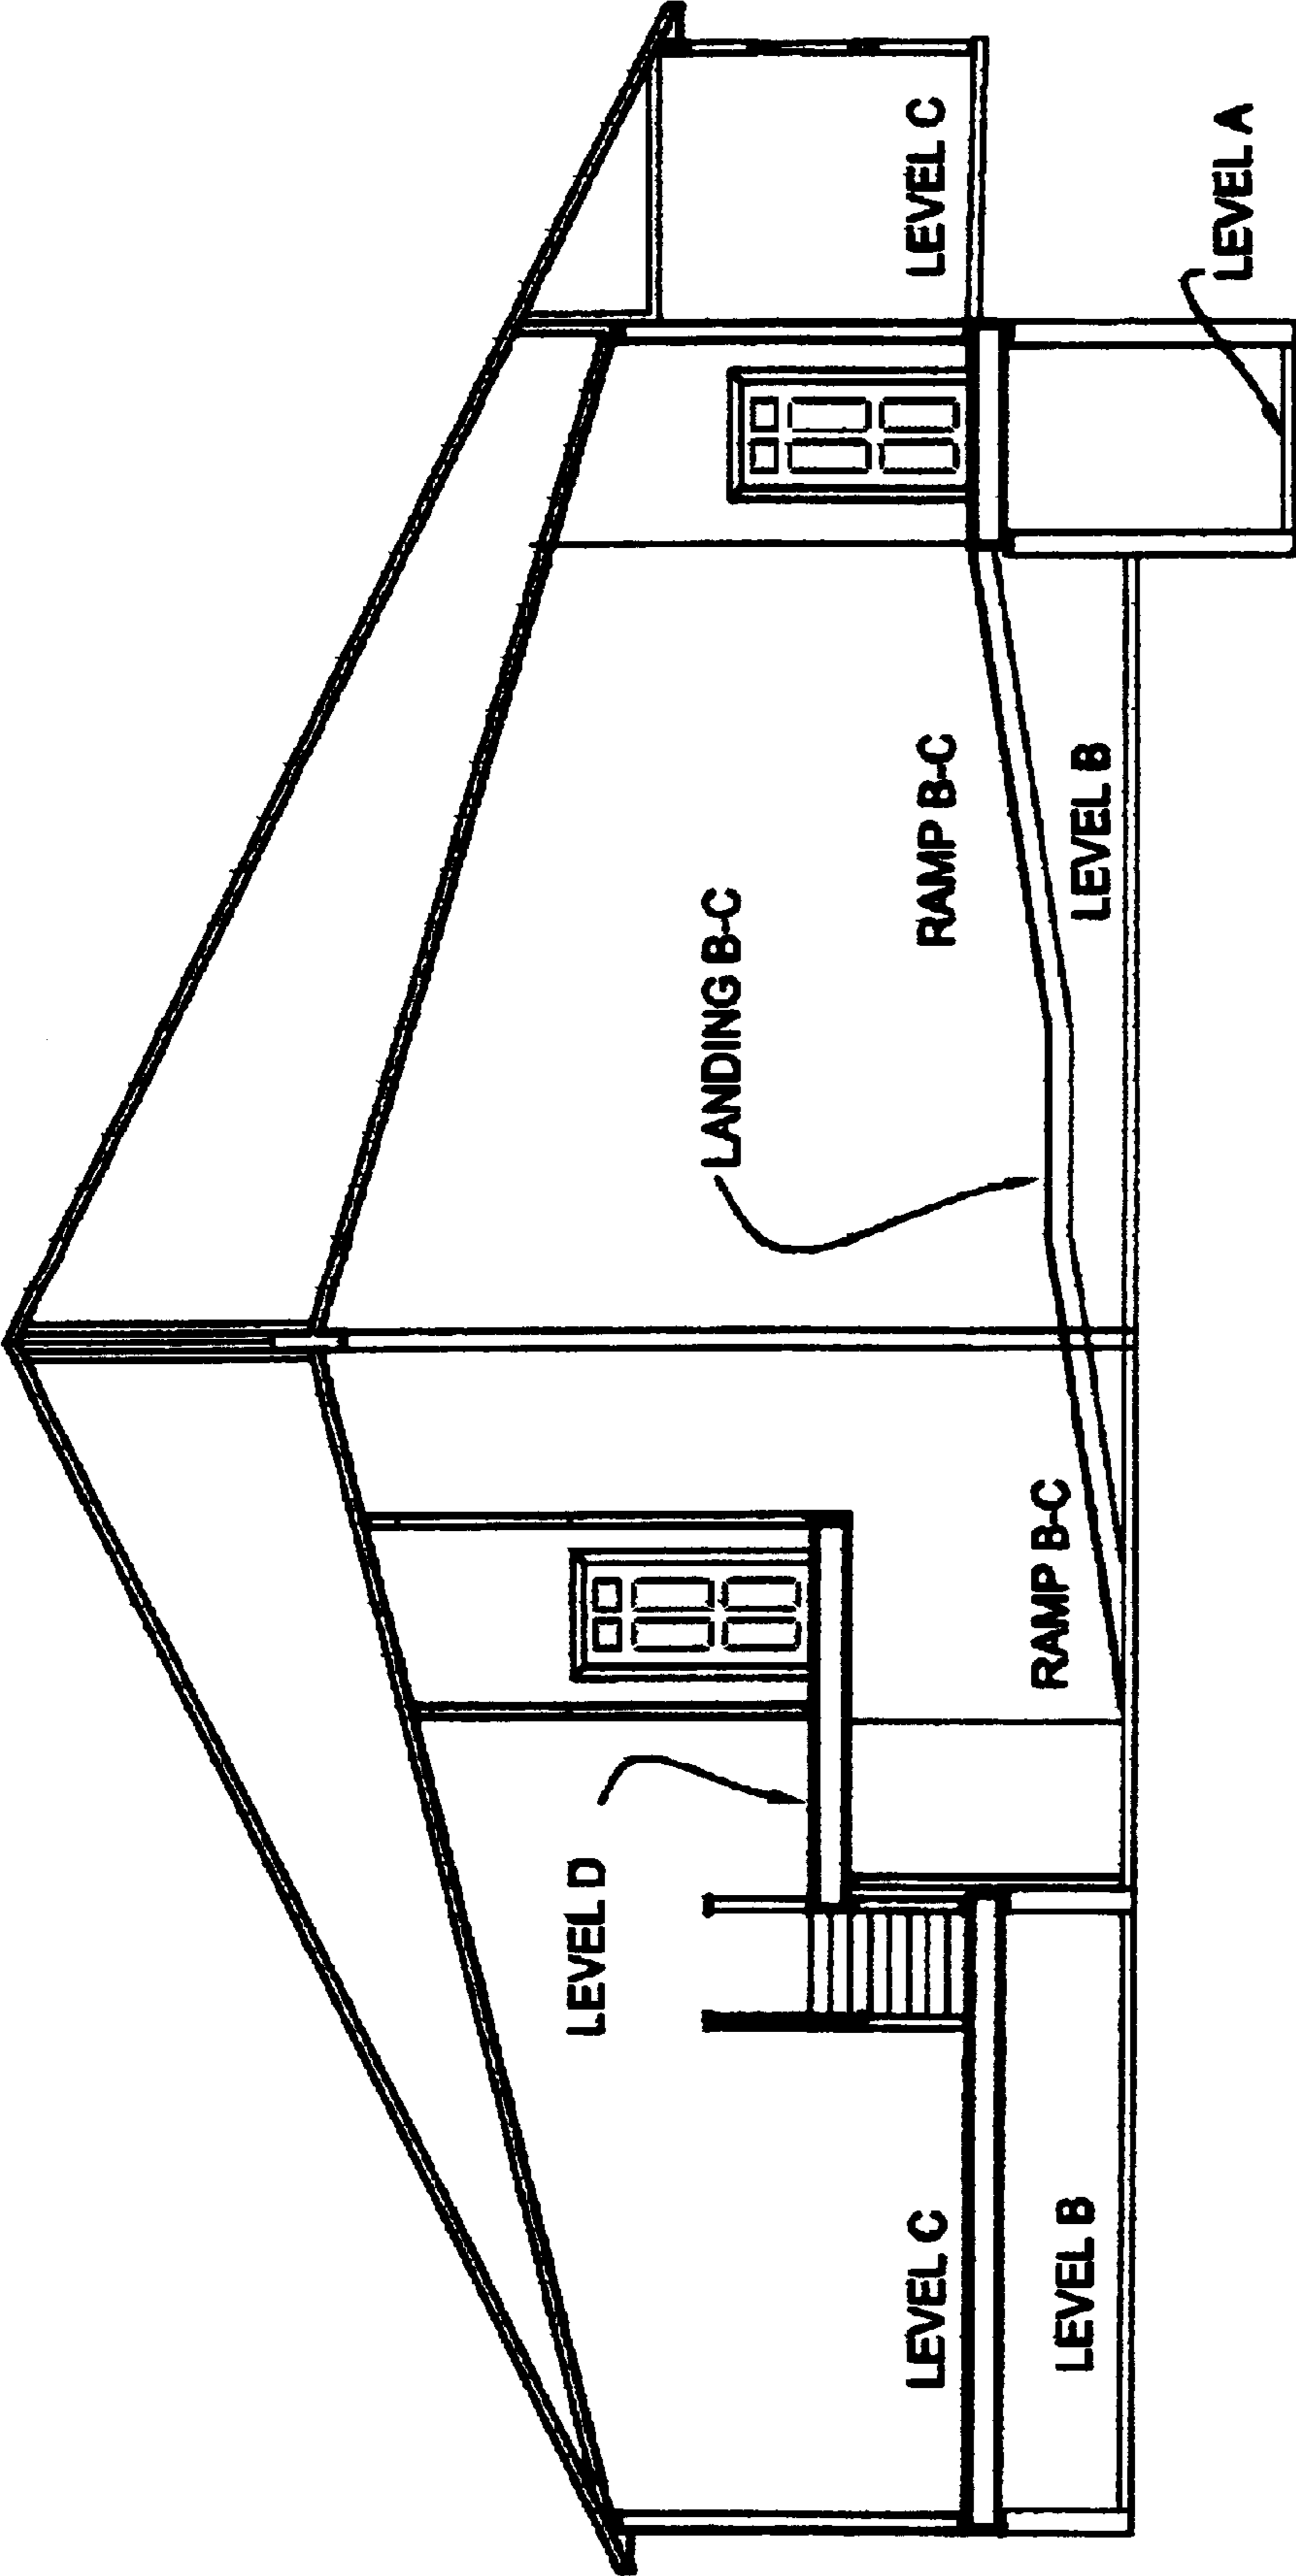 LEVEL D
LANDING B-C
LEVEL C
RAMP B-C
LEVEL C
RAMP B-C
LEVEL B
LEVEL B
LEVEL A